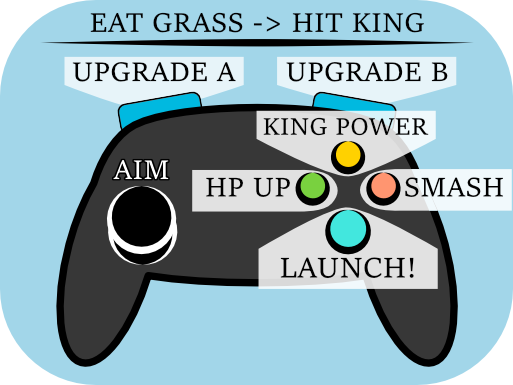 EAT GRASS -> HIT KING
UPGRADE A
UPGRADE B
KING POWER
AIM
HP UP
SMASH
LAUNCH!